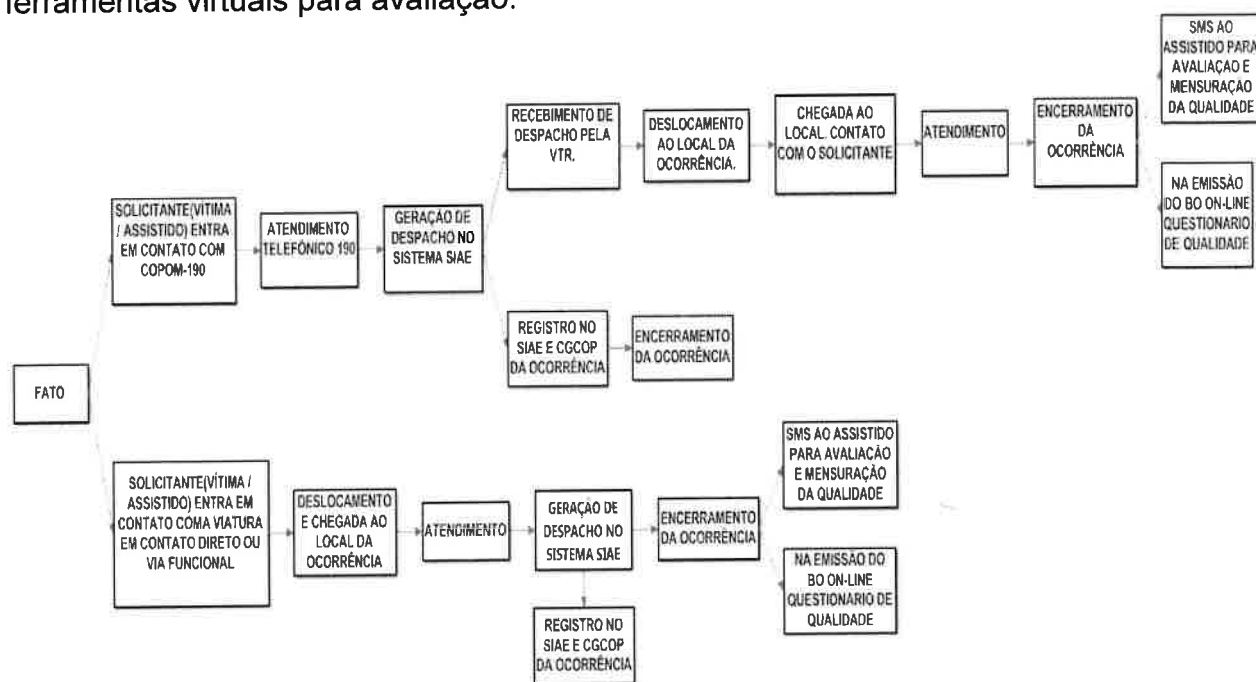 ferramentas virtuais para avaliação.
SMS AO
ASSISTIDO PARA
AVALIAÇÃO E
MENSURAÇÃO
DA QUALIDADE
RECEBIMENTO DE
DESPACHO PELA
VTR.
DESLOCAMENTO
AO LOCAL DA
OCORRÊNCIA.
CHEGADA AO
LOCAL. CONTATO
COM O SOLICITANTE
ATENDIMENTO
ENCERRAMENTO
DA
OCORRÊNCIA
NA EMISSÃO
DO BO ON-LINE
QUESTIONARIO
DE QUALIDADE
SOLICITANTE(VÍTIMA
/ ASSISTIDO) ENTRA
EM CONTATO COM
COPOM-190
ATENDIMENTO
TELEFÔNICO 190
GERAÇÃO DE
DESPACHO NO
SISTEMA SIAE
REGISTRO NO
SIAE E CGCOP
DA OCORRÊNCIA
ENCERRAMENTO
DA OCORRÊNCIA
FATO
SOLICITANTE(VÍTIMA /
ASSISTIDO) ENTRA EM
CONTATO COMA VIATURA
EM CONTATO DIRETO OU
VIA FUNCIONAL
DESLOCAMENTO
E CHEGADA AO
LOCAL DA
OCORRÊNCIA
ATENDIMENTO
GERAÇÃO DE
DESPACHO NO
SISTEMA SIAE
ENCERRAMENTO
DA OCORRÊNCIA
SMS AO ASSISTIDO
PARA AVALIAÇÃO
E MENSURAÇÃO
DA QUALIDADE
NA EMISSÃO DO
BO ON-LINE
QUESTIONARIO DE
QUALIDADE
REGISTRO NO
SIAE E CGCOP
DA OCORRÊNCIA